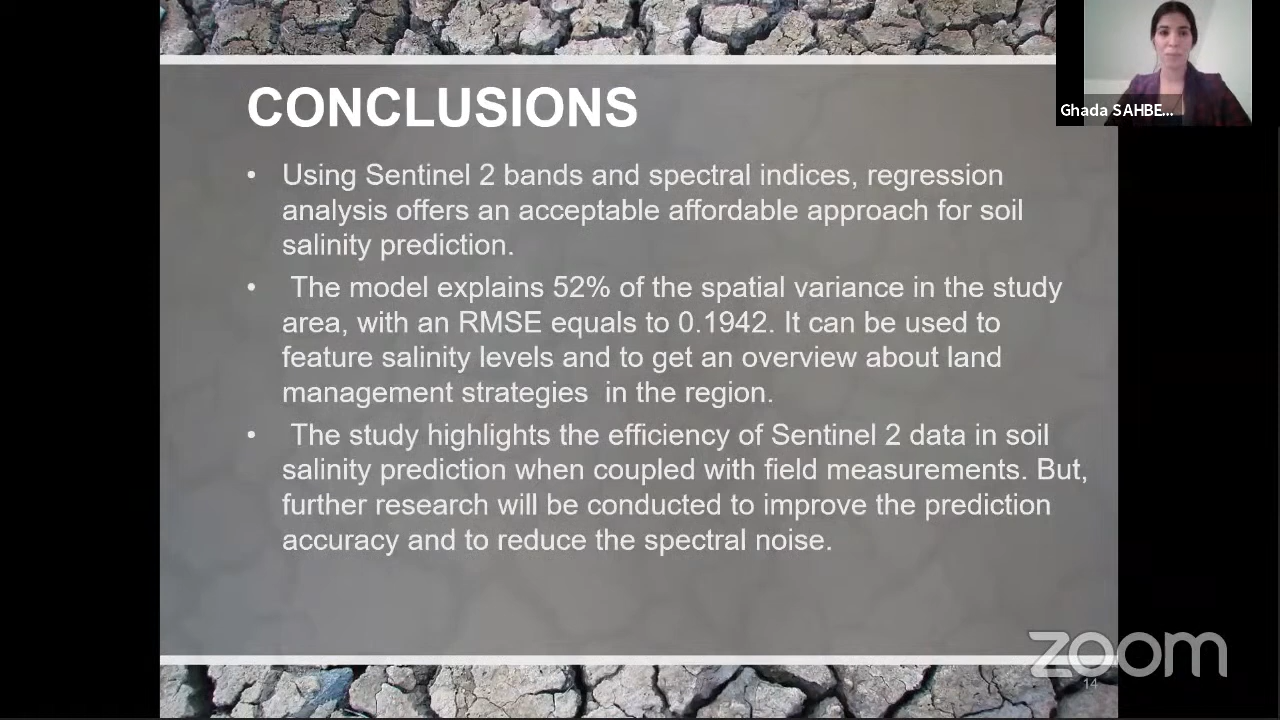 CONCLUSIONS
Ghada SAHBE...
• Using Sentinel 2 bands and spectral indices, regression
analysis offers an acceptable affordable approach for soil
salinity prediction.
• The model explains 52% of the spatial variance in the study
area, with an RMSE equals to 0.1942. It can be used to
feature salinity levels and to get an overview about land
management strategies in the region.
• The study highlights the efficiency of Sentinel 2 data in soil
salinity prediction when coupled with field measurements. But,
further research will be conducted to improve the prediction
accuracy and to reduce the spectral noise.
zoom
14